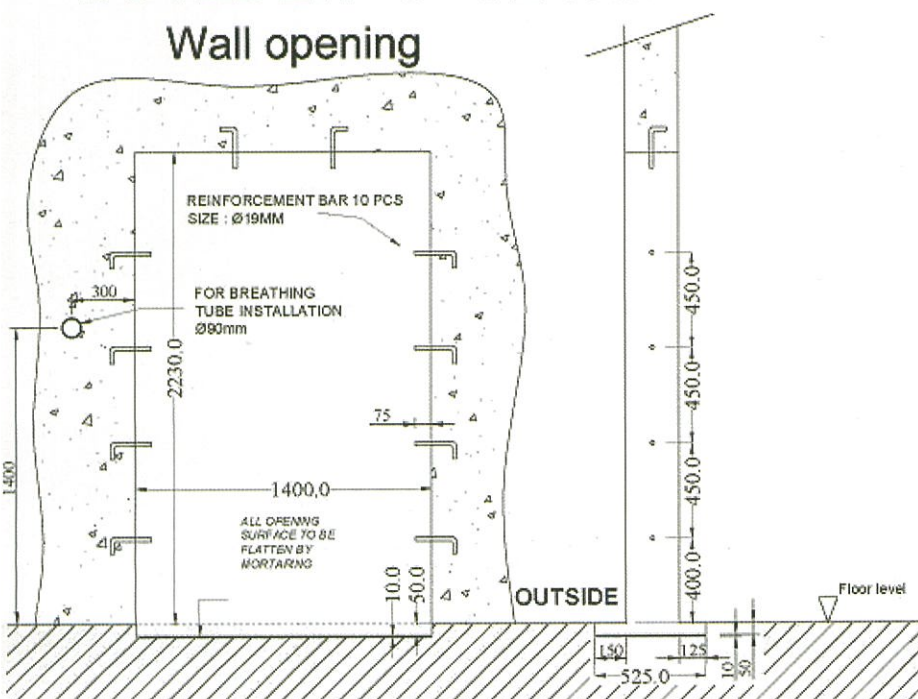 Wall opening
REINFORCEMENT BAR 10 PCS
SIZE : Ø19MM
300
FOR BREATHING
TUBE INSTALLATION
Ø90mm
2230.0
1400
75
1400.0
ALL OPENING
SURFACE TO BE
FLATTEN BY
MORTARING
10.0
50.0
450.0
450.0
450.0
400.0
OUTSIDE
Floor level
150
125
525.0
10
50